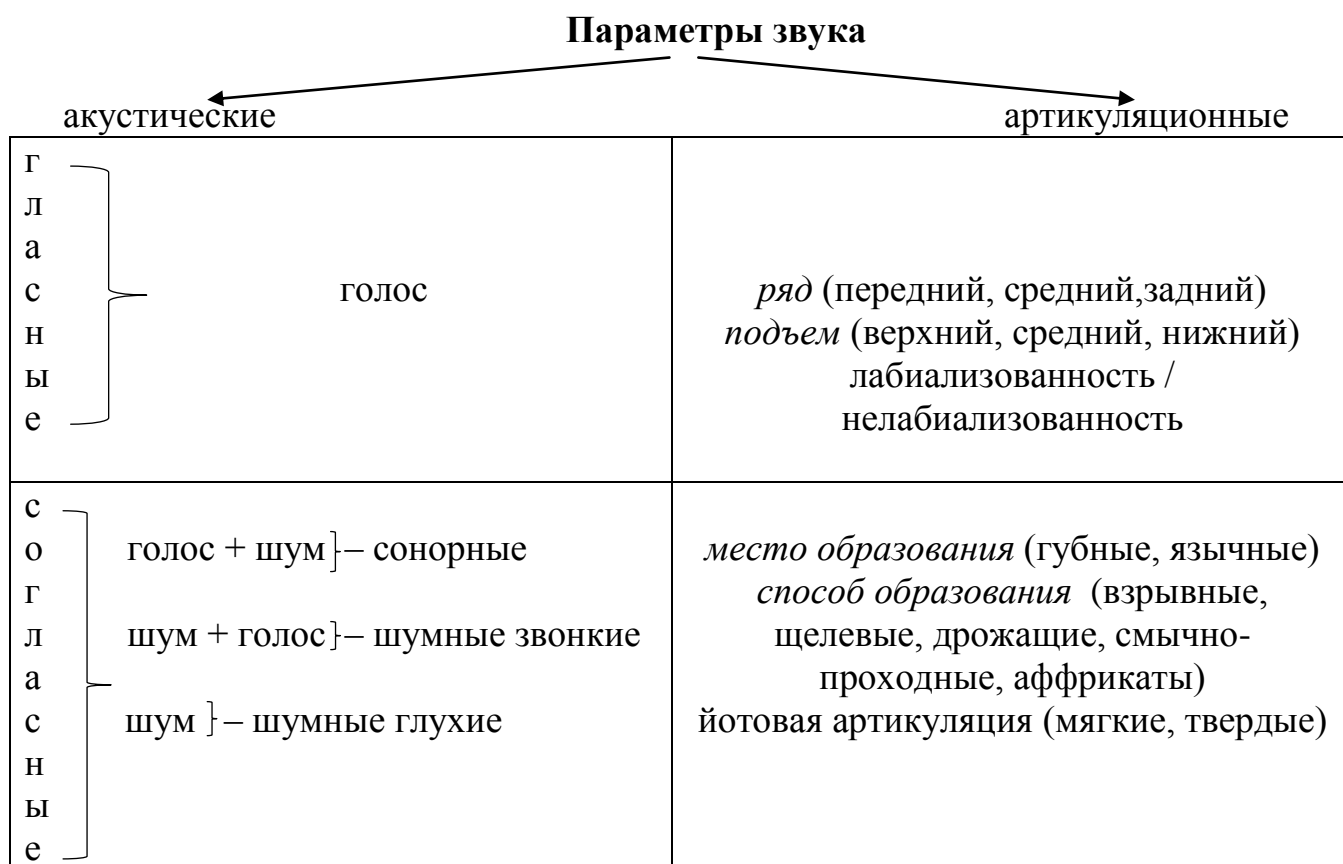 Параметры звука
акустические
артикуляционные
гласные
голос
ряд (передний, средний,задний)
подъем (верхний, средний, нижний)
лабиализованность /
нелабиализованность
согласные
голос + шум }– сонорные
шум + голос }– шумные звонкие
шум }– шумные глухие
место образования (губные, язычные)
способ образования (взрывные,
щелевые, дрожащие, смычно-
проходные, аффрикаты)
йотовая артикуляция (мягкие, твердые)